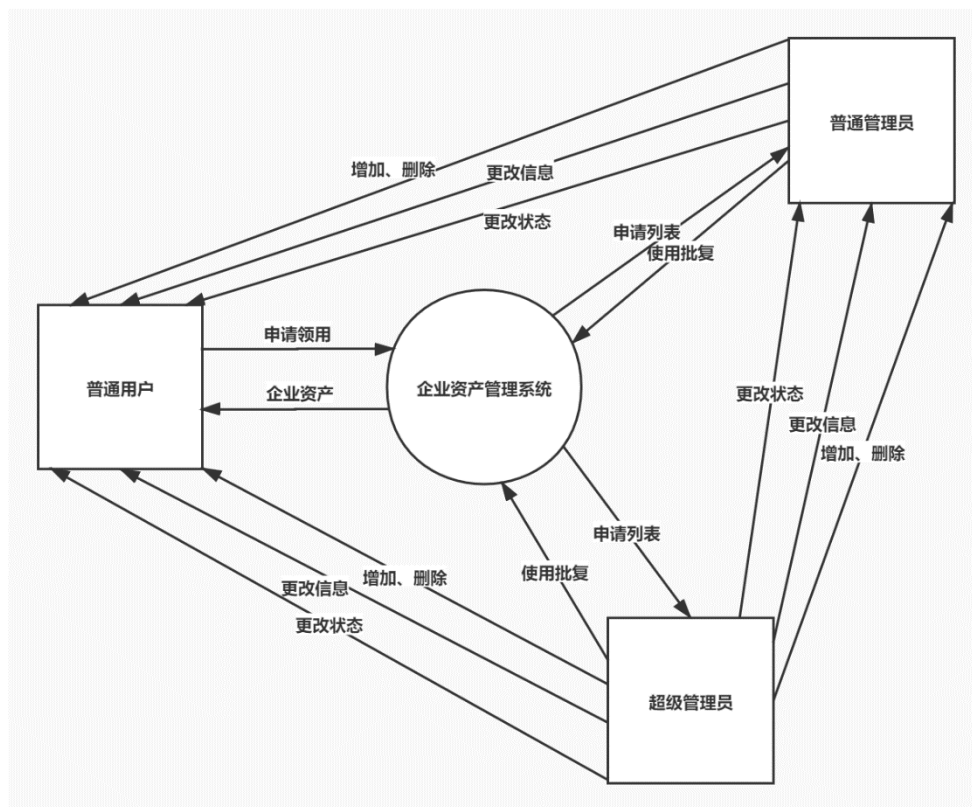 普通管理员
增加、删除
更改信息
更改状态
申请列表
使用批复
申请领用
普通用户
企业资产
企业资产管理系统
更改状态
更改信息
增加、删除
申请列表
使用批复
增加、删除
更改信息
更改状态
超级管理员